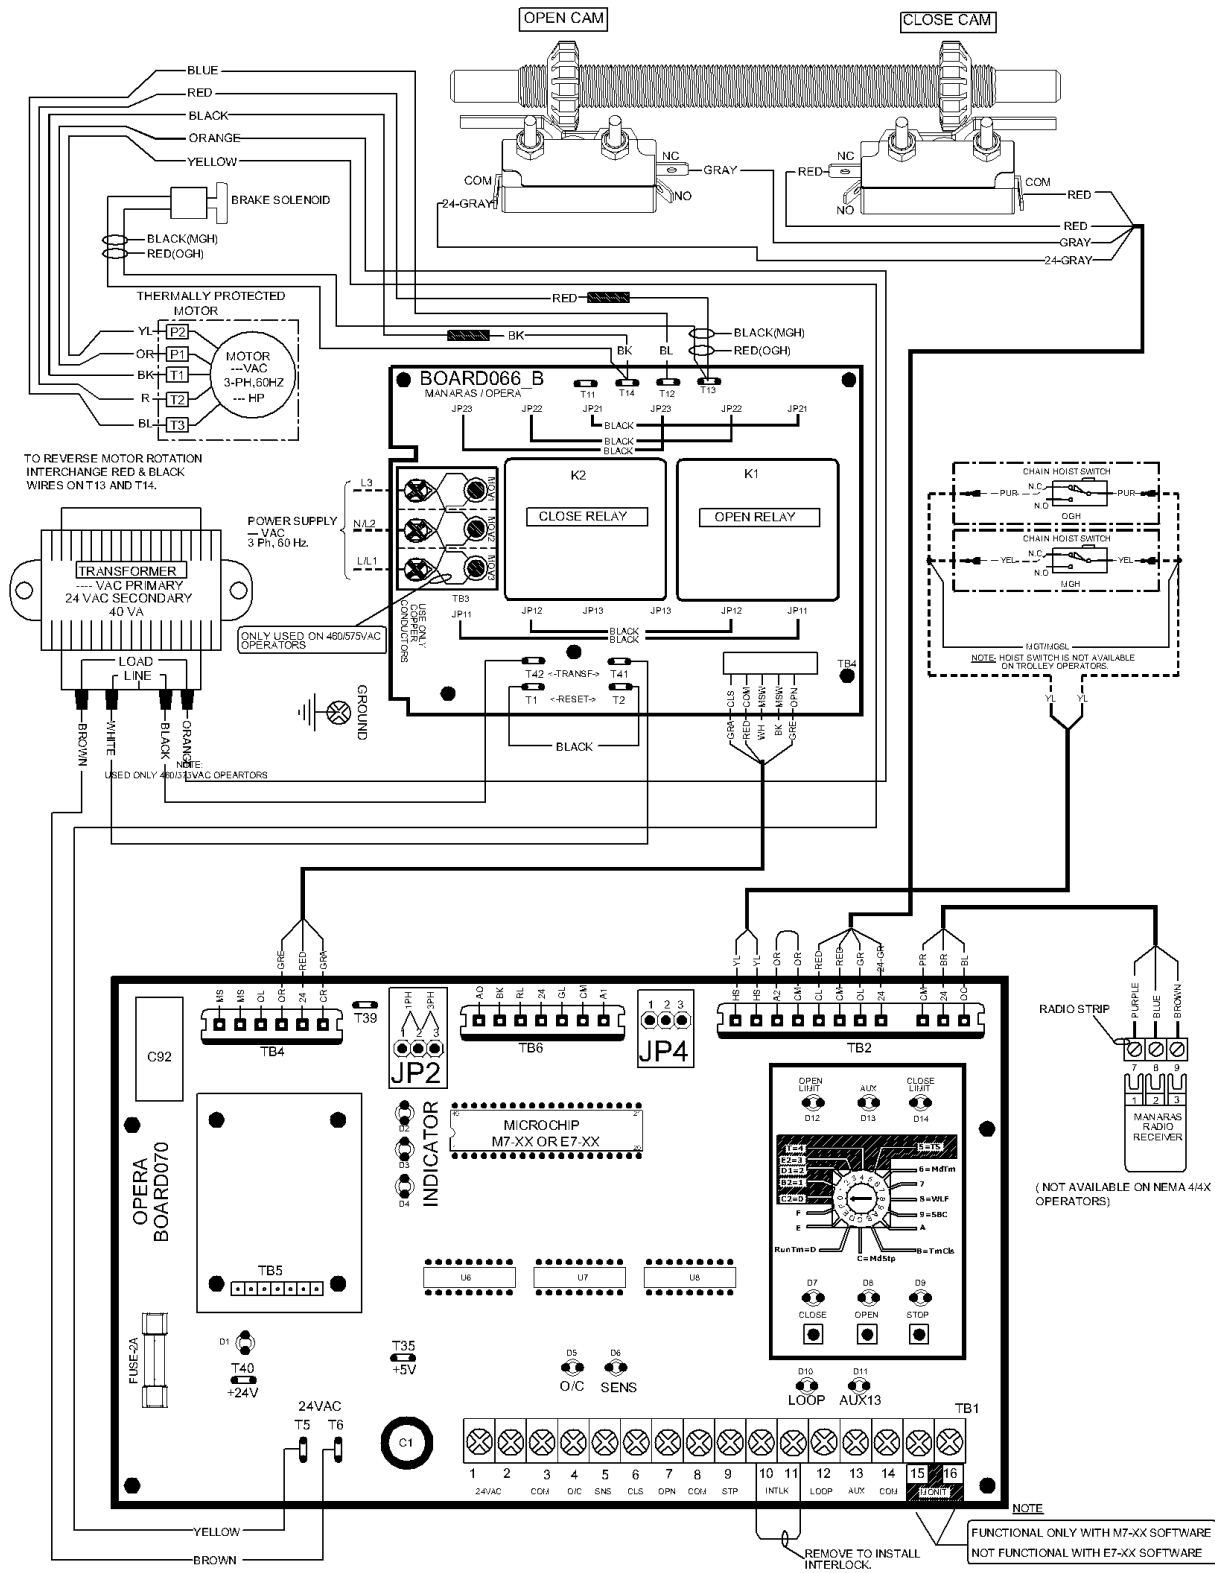 OPEN CAM
CLOSE CAM
BLUE
RED
BLACK
ORANGE
YELLOW
BRAKE SOLENOID
BLACK(MGH)
RED(OGH)
NC
GRAY
COM
24-GRAY
NO
NC
RED
NO
COM
RED
RED
GRAY
24-GRAY
THERMALLY PROTECTED
MOTOR
YL P2
OR P1
BK T1
R T2
BL T3
MOTOR
---VAC
3-PH,60HZ
--- HP
RED
BK
BK
BL
BLACK(MGH)
RED(OGH)
TO REVERSE MOTOR ROTATION
INTERCHANGE RED & BLACK
WIRES ON T13 AND T14.
BOARD066_B
MANARAS / OPERA
T11 T14 T12 T13
JP23 JP22 JP21 JP23 JP22 JP21
BLACK
BLACK
BLACK
K2
CLOSE RELAY
K1
OPEN RELAY
L3
N/L2
L/L1
POWER SUPPLY
--- VAC
3 Ph, 60 Hz.
MOV1
MOV2
MOV3
TB3
USE ONLY
COPPER
CONDUCTORS
JP11 JP12 JP13 JP13 JP12 JP11
BLACK
BLACK
ONLY USED ON 460/575VAC
OPERATORS
T42 <-TRANSF-> T41
T1 <-RESET-> T2
BLACK
TB4
CLS COM MSW MSW OPN
GRA RED WH BK GRE
GROUND
TRANSFORMER
---- VAC PRIMARY
24 VAC SECONDARY
40 VA
LOAD
LINE
BROWN
WHITE
BLACK
ORANGE
NOTE:
USED ONLY 460/575VAC OPEARTORS
CHAIN HOIST SWITCH
PUR N.C. PUR
N.O
OGH
CHAIN HOIST SWITCH
YEL N.C. YEL
N.O
MGH
MGT/MGSL
NOTE: HOIST SWITCH IS NOT AVAILABLE
ON TROLLEY OPERATORS.
YL YL
GRE RED GRA
MS MS OL OR 24 CR
TB4
T39
1PH 3PH
1 2 3
JP2
AO BK RL 24 GL CM A1
TB6
1 2 3
JP4
YL YL OR OR RED RED GR 24-GR PR BR BL
HS HS A2 CM CL CM OL 24 CM 24 OC
TB2
RADIO STRIP
PURPLE
BLUE
BROWN
7 8 9
1 2 3
MANARAS
RADIO
RECEIVER
( NOT AVAILABLE ON NEMA 4/4X
OPERATORS)
C92
OPERA
BOARD070
TB5
INDICATOR
D2
D3
D4
MICROCHIP
M7-XX OR E7-XX
U6 U7 U8
OPEN
LIMIT
D12
AUX
D13
CLOSE
LIMIT
D14
T=4
E2=3
D1=2
B2=1
C2=0
F
E
RunTm=D
C=MdStp
B=TmCls
A
9=SBC
8=WLF
7
6=MdTm
5=TS
D7 D8 D9
CLOSE OPEN STOP
FUSE-2A
D1
T40
+24V
T35
+5V
D5
O/C
D6
SENS
D10
LOOP
D11
AUX13
24VAC
T5 T6
C1
TB1
1 2 3 4 5 6 7 8 9 10 11 12 13 14 15 16
24VAC COM O/C SNS CLS OPN COM STP INTLK LOOP AUX COM MONIT
YELLOW
BROWN
REMOVE TO INSTALL
INTERLOCK.
NOTE
FUNCTIONAL ONLY WITH M7-XX SOFTWARE
NOT FUNCTIONAL WITH E7-XX SOFTWARE